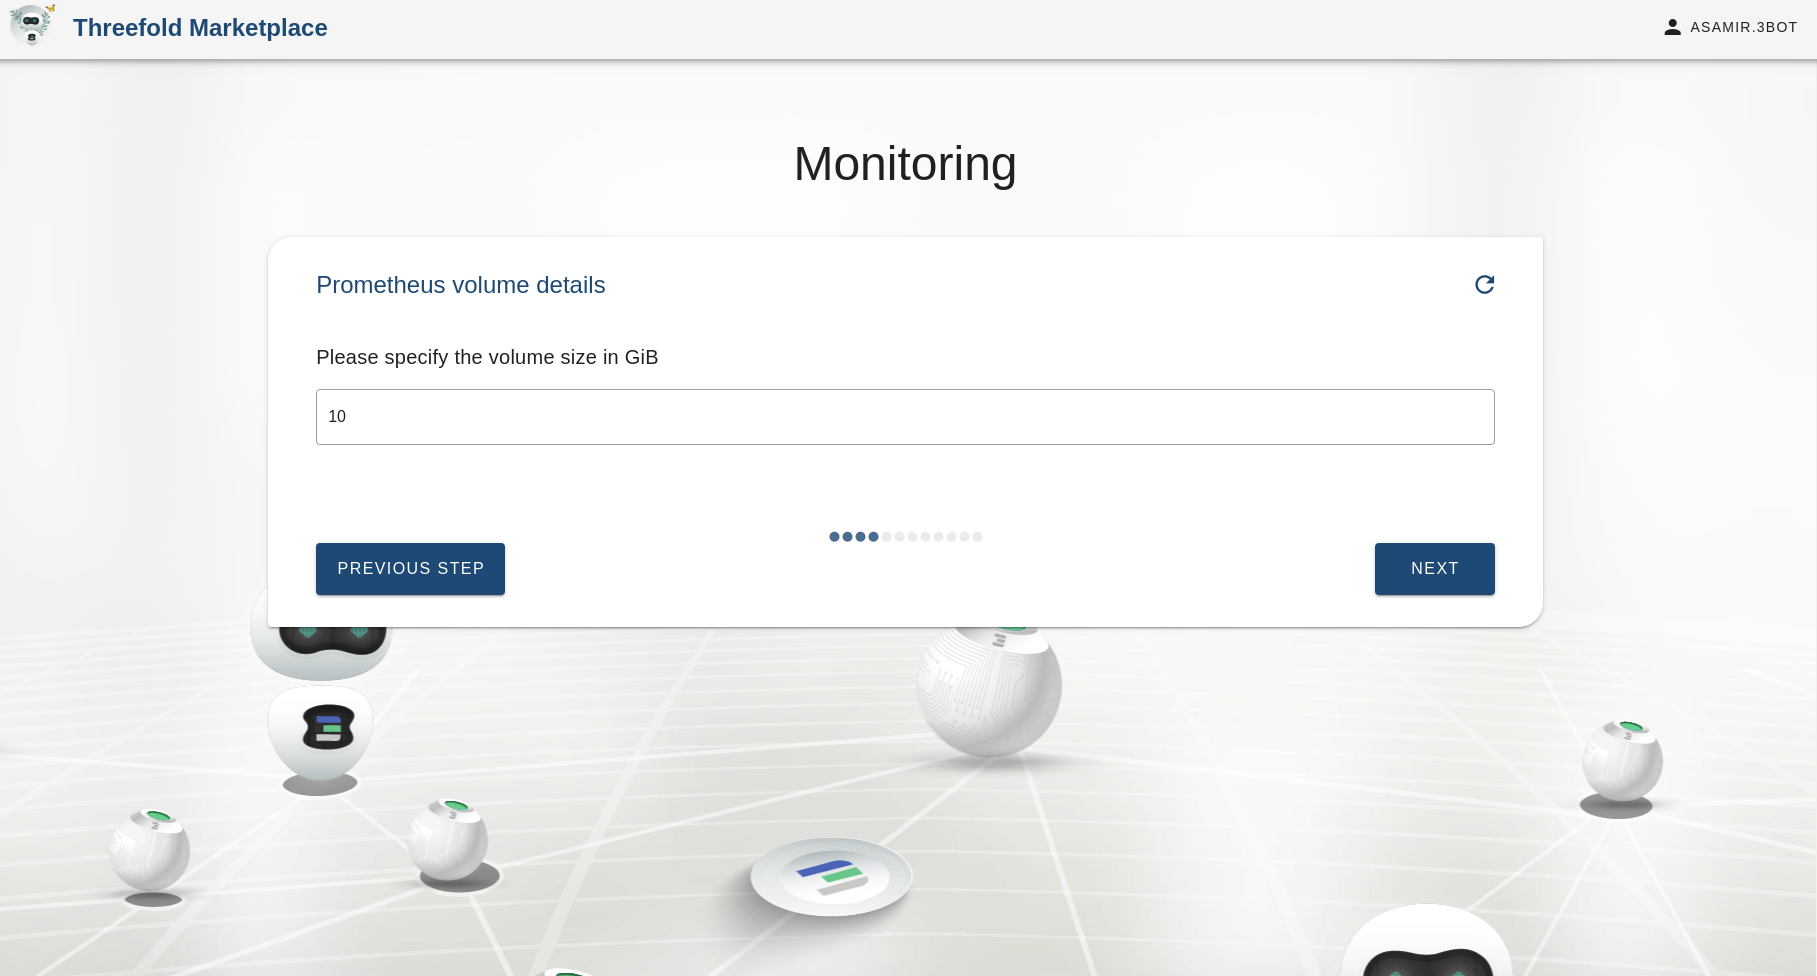 Threefold Marketplace
ASAMIR.3BOT
Monitoring
Prometheus volume details
Please specify the volume size in GiB
10
PREVIOUS STEP
NEXT